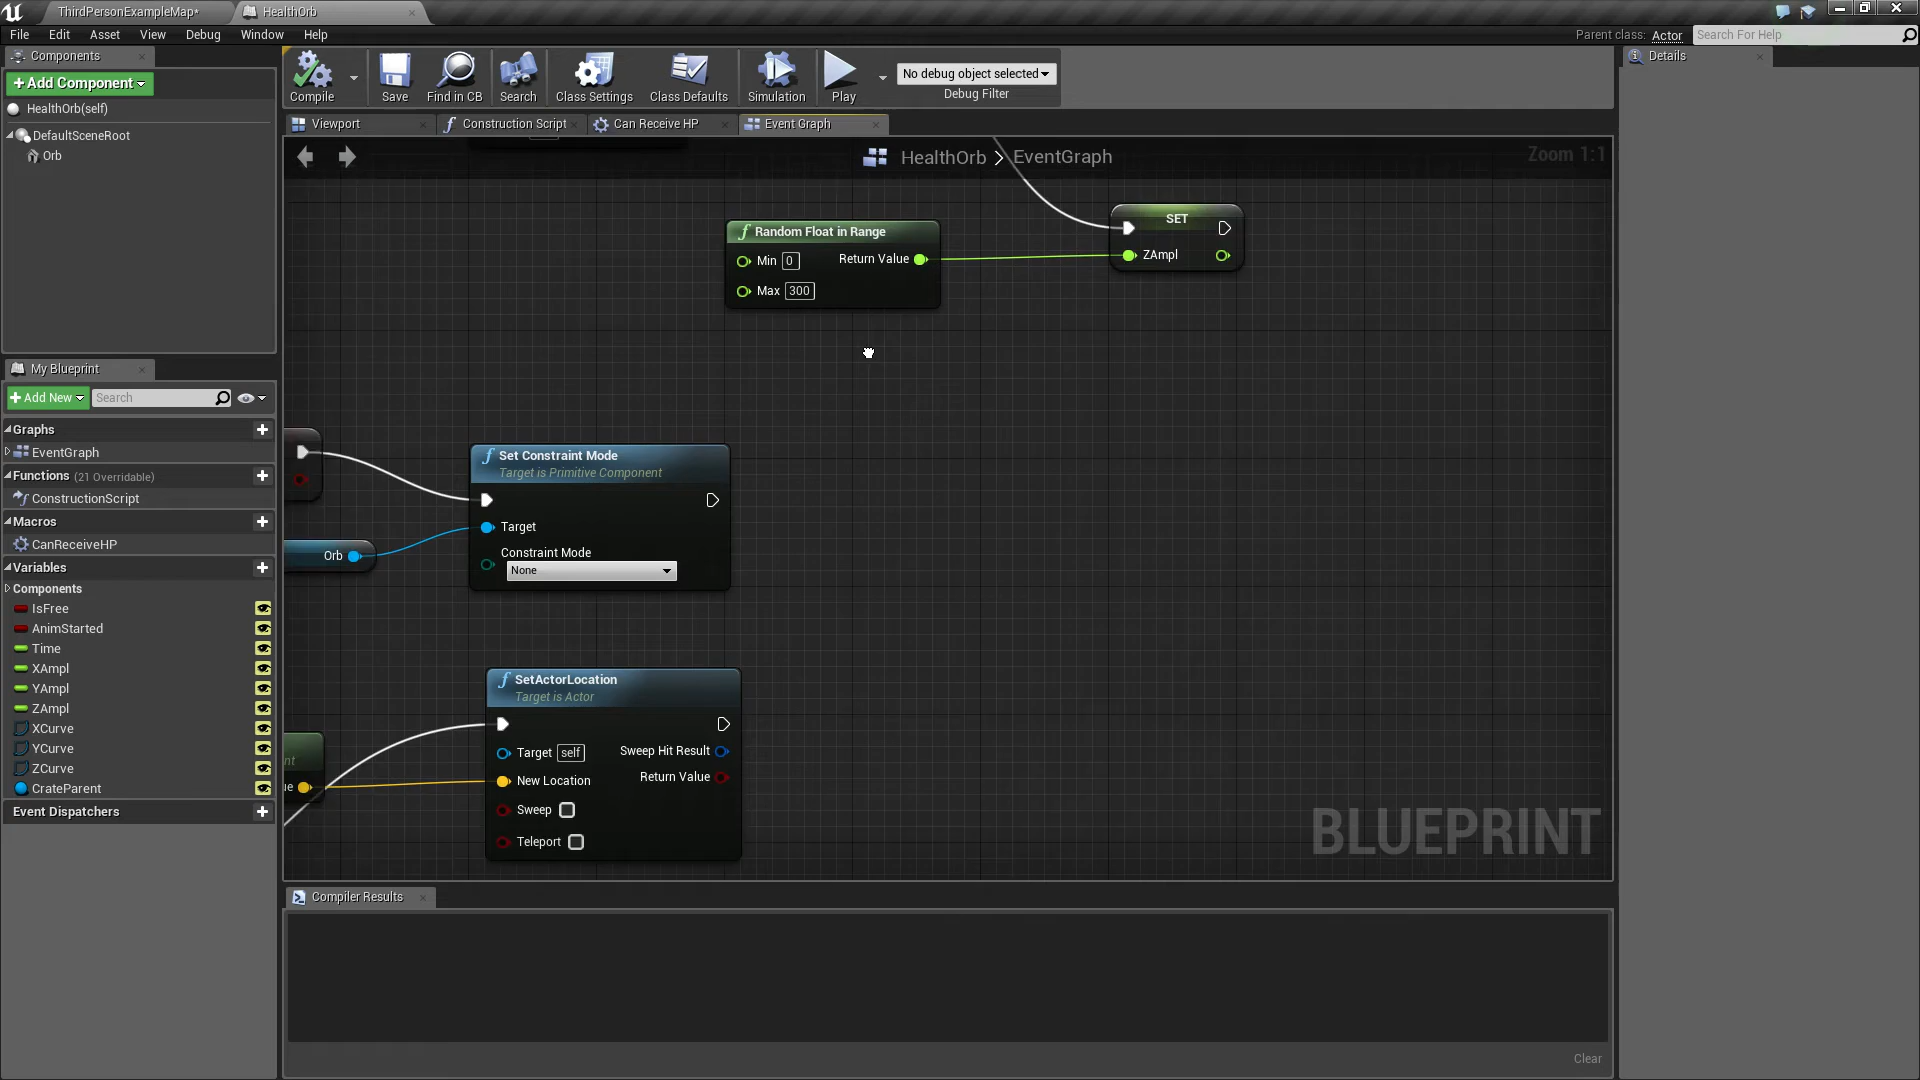 ThirdPersonExampleMap*
HealthOrb
File Edit Asset View Debug Window Help
Parent class: Actor
Search For Help
Components
Add Component
HealthOrb(self)
DefaultSceneRoot
Orb
Compile
Save
Find in CB
Search
Class Settings
Class Defaults
Simulation
Play
No debug object selected
Debug Filter
Details
Viewport
Construction Script
Can Receive HP
Event Graph
HealthOrb > EventGraph
Zoom 1:1
Random Float in Range
Min 0
Return Value
Max 300
SET
ZAmpl
Set Constraint Mode
Target is Primitive Component
Target
Orb
Constraint Mode
None
SetActorLocation
Target is Actor
Target self
Sweep Hit Result
New Location
Return Value
Sweep
Teleport
nt
ue
BLUEPRINT
My Blueprint
Add New
Search
Graphs
EventGraph
Functions (21 Overridable)
ConstructionScript
Macros
CanReceiveHP
Variables
Components
IsFree
AnimStarted
Time
XAmpl
YAmpl
ZAmpl
XCurve
YCurve
ZCurve
CrateParent
Event Dispatchers
Compiler Results
Clear